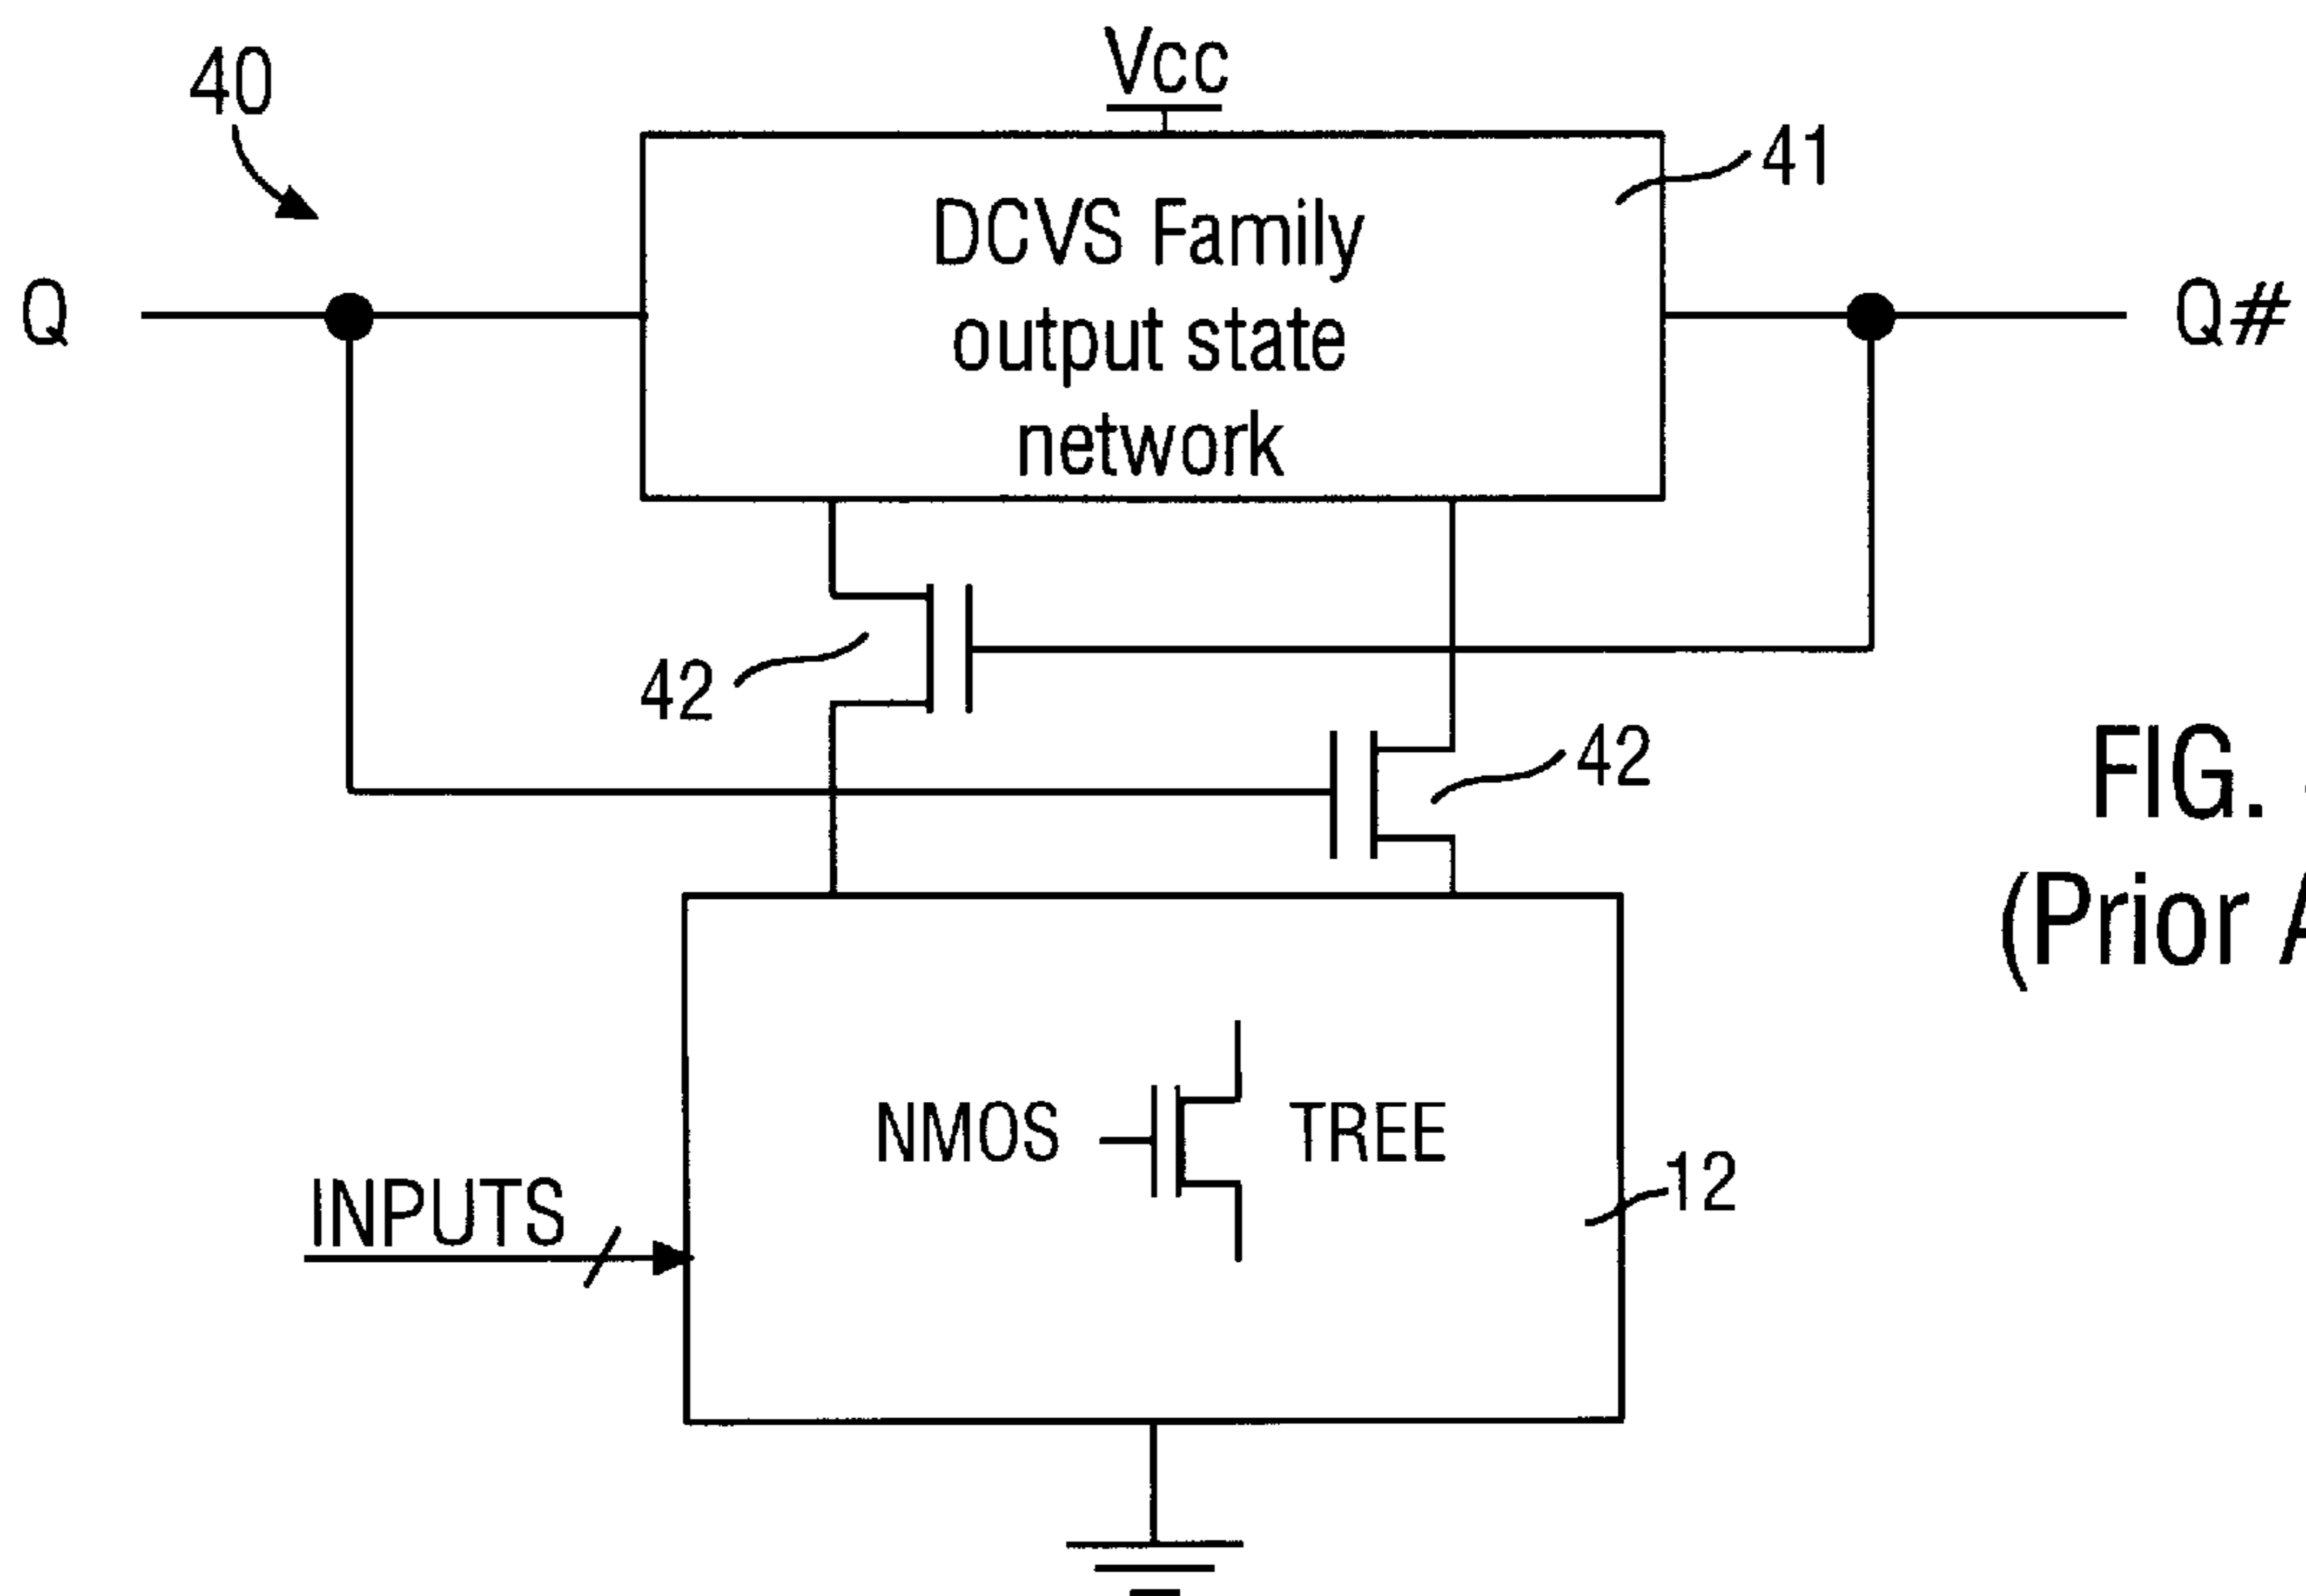 40
Vcc
41
DCVS Family
output state
network
Q
Q#
42
42
FIG.
(Prior
NMOS
TREE
12
INPUTS